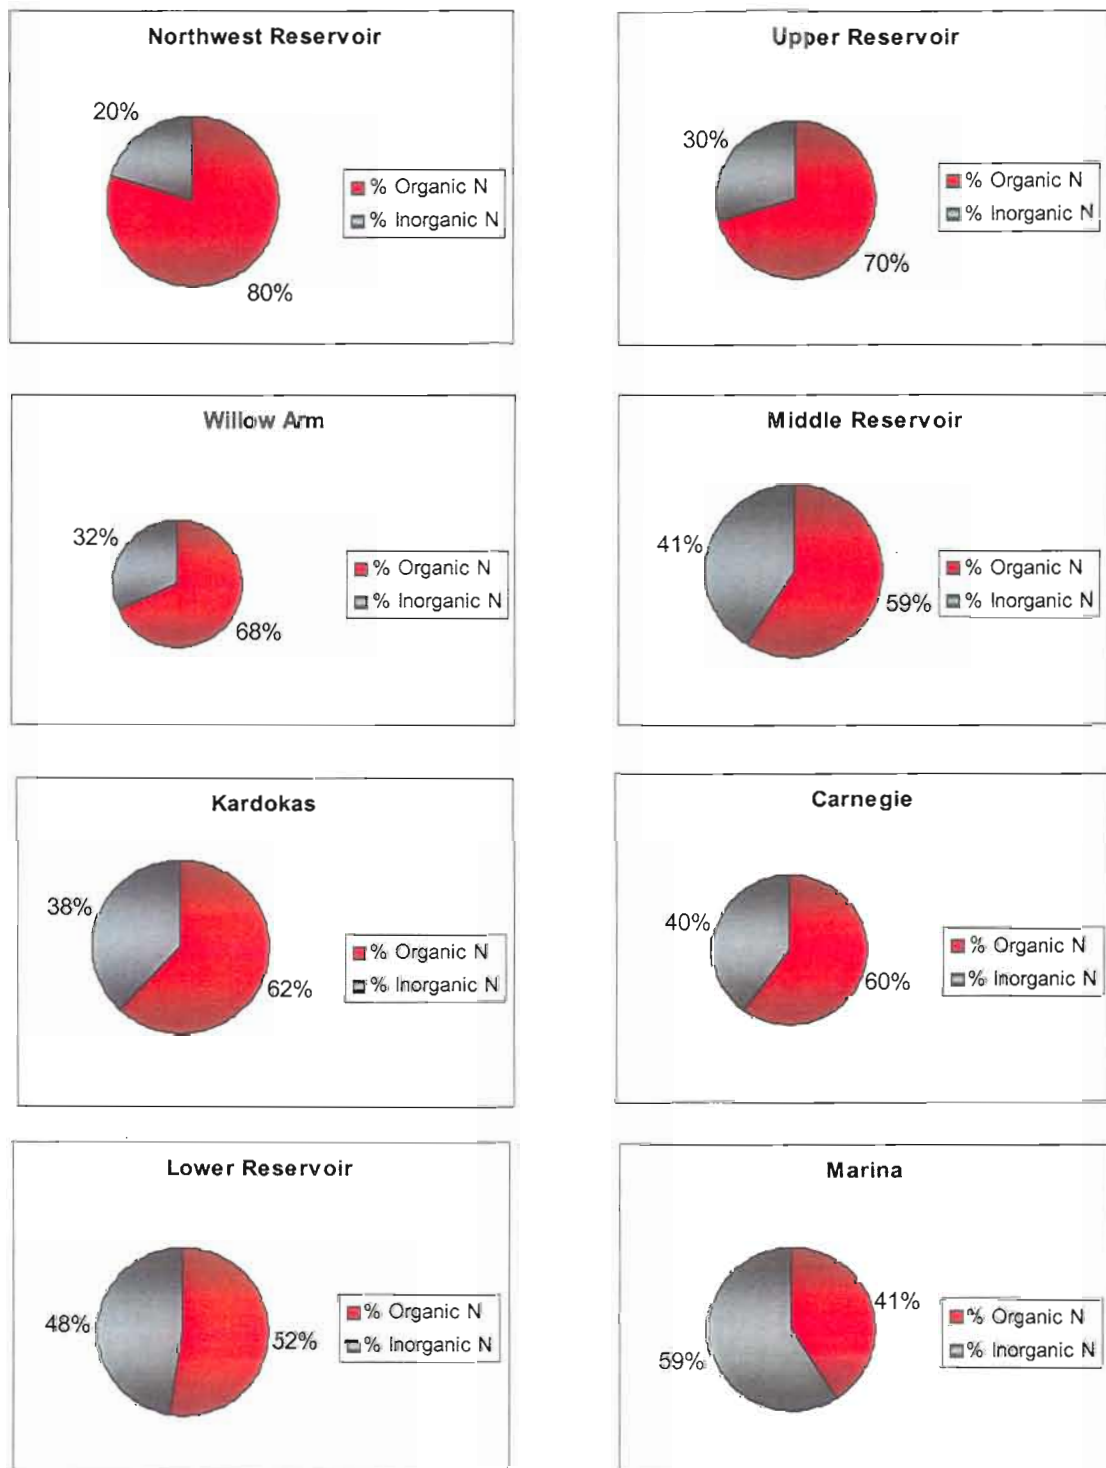 Northwest Reservoir
20%
80%
% Organic N
% Inorganic N
Upper Reservoir
30%
70%
% Organic N
% Inorganic N
Willow Arm
32%
68%
% Organic N
% Inorganic N
Middle Reservoir
41%
59%
% Organic N
% Inorganic N
Kardokas
38%
62%
% Organic N
% Inorganic N
Carnegie
40%
60%
% Organic N
% Inorganic N
Lower Reservoir
48%
52%
% Organic N
% Inorganic N
Marina
41%
59%
% Organic N
% Inorganic N